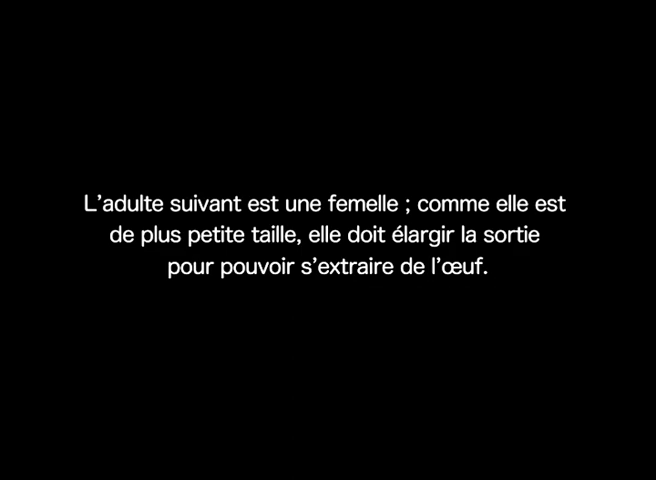 L’adulte suivant est une femelle ; comme elle est
de plus petite taille, elle doit élargir la sortie
pour pouvoir s’extraire de l’œuf.